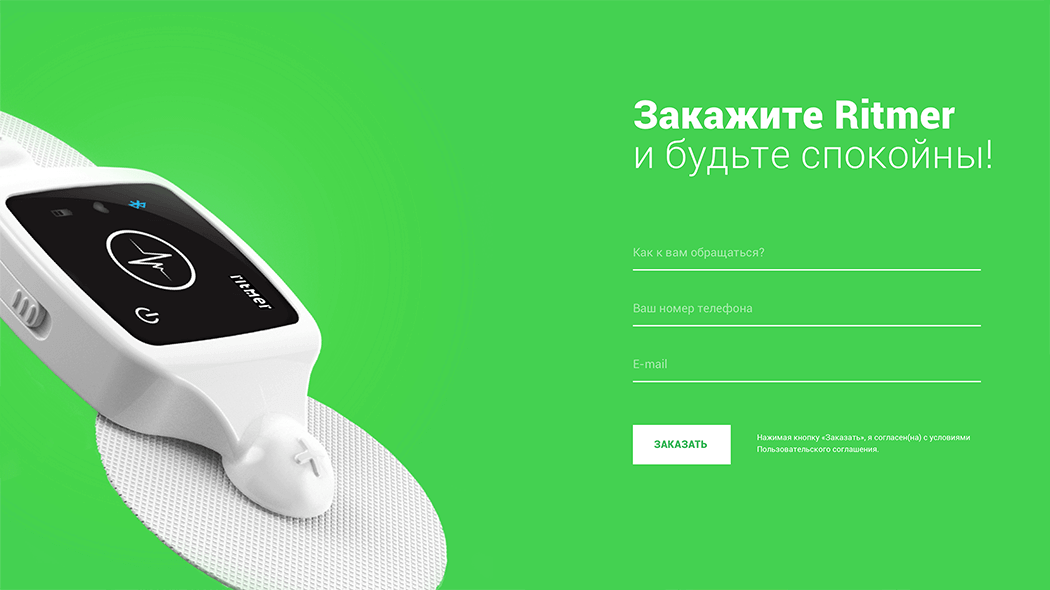 Закажите Ritmer
и будьте спокойны!
Как к вам обращаться?
Ваш номер телефона
E-mail
ЗАКАЗАТЬ
Нажимая кнопку «Заказать», я согласен(на) с условиями
Пользовательского соглашения.
ritmer